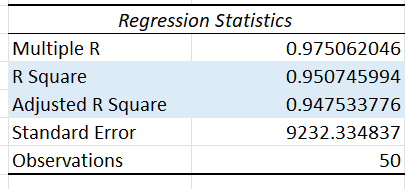 Regression Statistics
Multiple R 0.975062046
R Square 0.950745994
Adjusted R Square 0.947533776
Standard Error 9232.334837
Observations 50